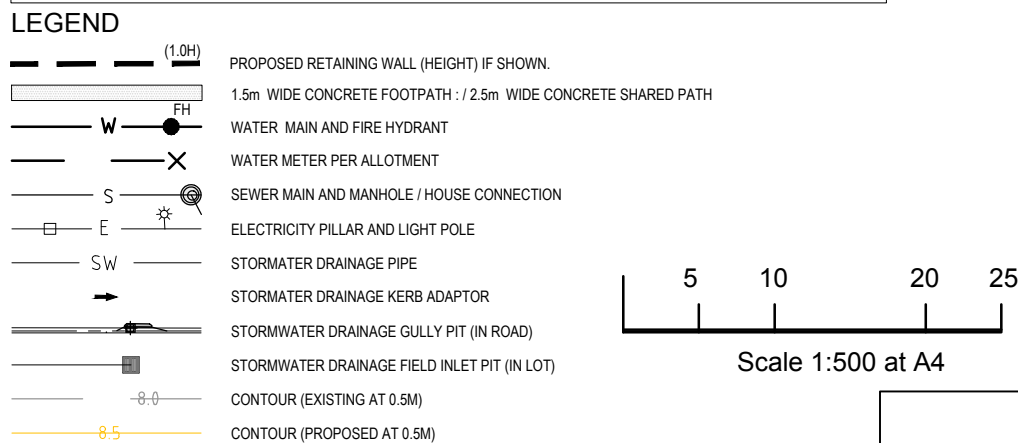 LEGEND
(1.0H)
PROPOSED RETAINING WALL (HEIGHT) IF SHOWN.
1.5m WIDE CONCRETE FOOTPATH : / 2.5m WIDE CONCRETE SHARED PATH
FH
W
WATER MAIN AND FIRE HYDRANT
WATER METER PER ALLOTMENT
S
SEWER MAIN AND MANHOLE / HOUSE CONNECTION
E
ELECTRICITY PILLAR AND LIGHT POLE
SW
STORMATER DRAINAGE PIPE
STORMATER DRAINAGE KERB ADAPTOR
STORMWATER DRAINAGE GULLY PIT (IN ROAD)
STORMWATER DRAINAGE FIELD INLET PIT (IN LOT)
8.0
CONTOUR (EXISTING AT 0.5M)
8.5
CONTOUR (PROPOSED AT 0.5M)
5 10 20 25
Scale 1:500 at A4